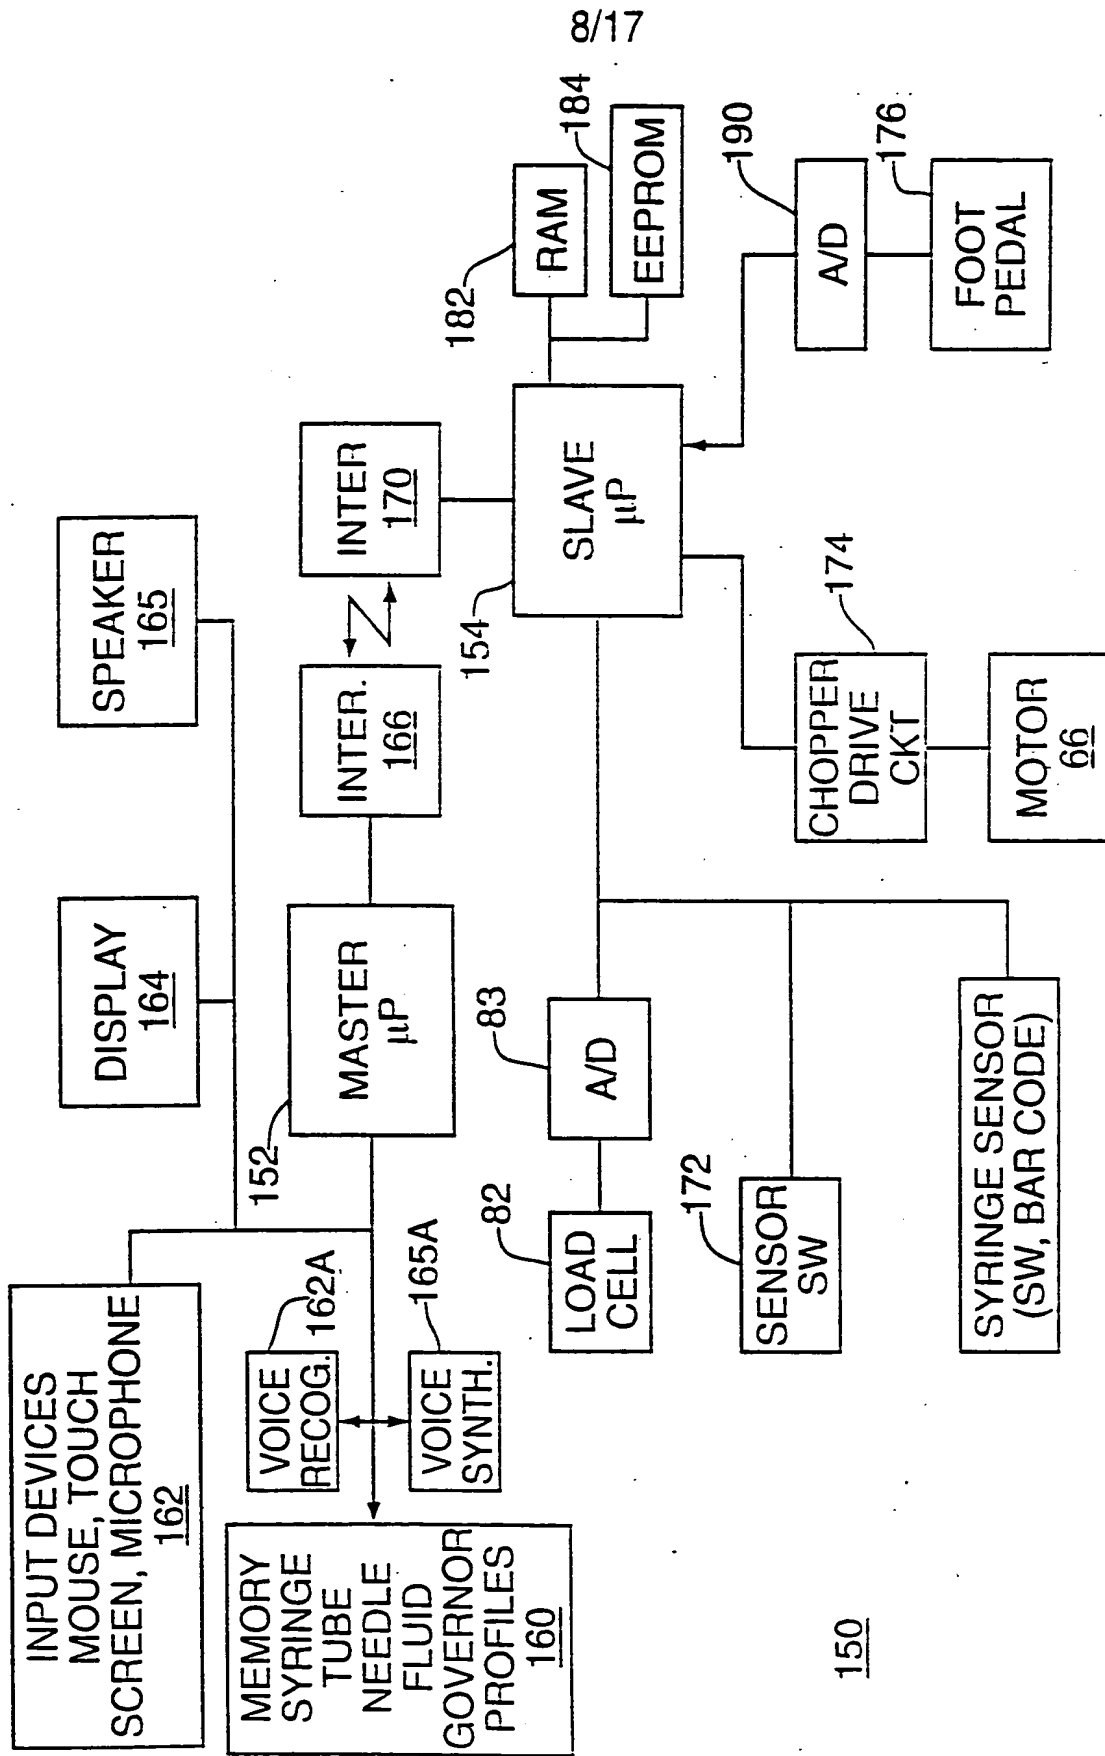 8/17
INPUT DEVICES
MOUSE, TOUCH
SCREEN, MICROPHONE
162
DISPLAY
164
SPEAKER
165
MEMORY
SYRINGE
TUBE
NEEDLE
FLUID
GOVERNOR
PROFILES
160
VOICE
RECOG.
162A
VOICE
SYNTH.
165A
152
MASTER
µP
INTER.
166
INTER
170
154
SLAVE
µP
182
RAM
184
EEPROM
82
LOAD
CELL
83
A/D
172
SENSOR
SW
SYRINGE SENSOR
(SW, BAR CODE)
174
CHOPPER
DRIVE
CKT
MOTOR
66
190
A/D
176
FOOT
PEDAL
150